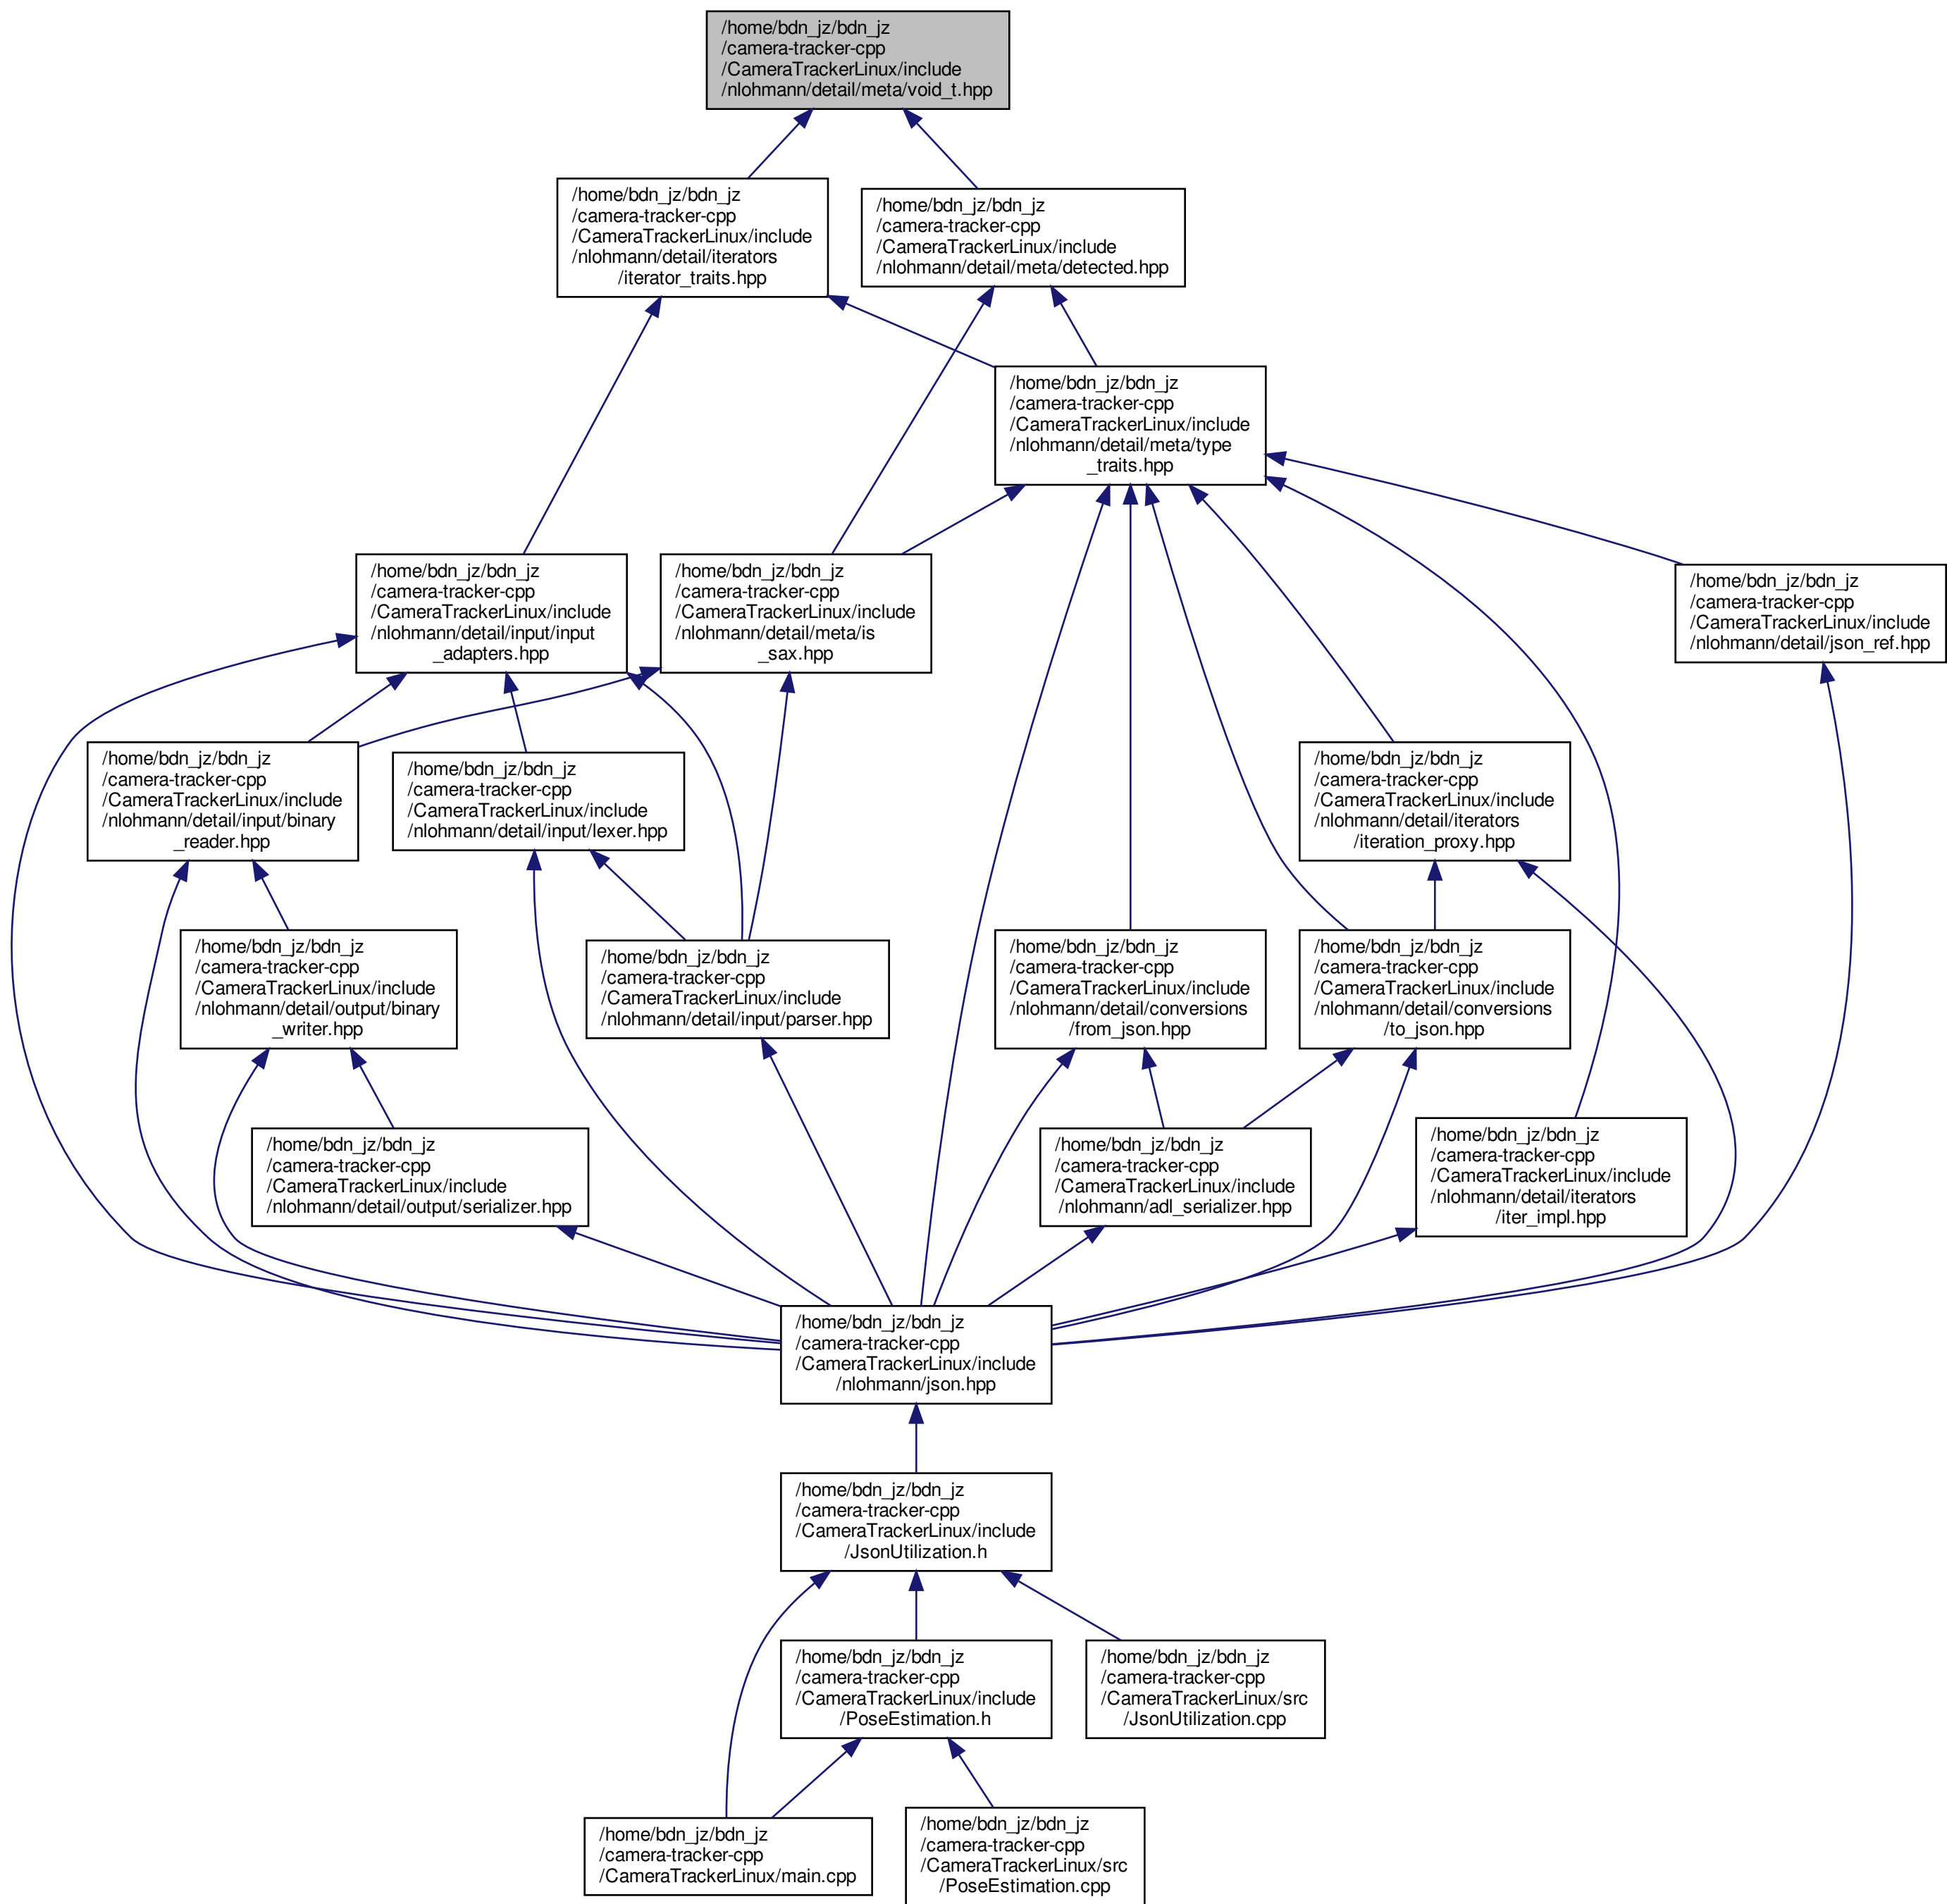 /home/bdn_jz/bdn_jz
/camera-tracker-cpp
/CameraTrackerLinux/include
/nlohmann/detail/meta/void_t.hpp
/home/bdn_jz/bdn_jz
/camera-tracker-cpp
/CameraTrackerLinux/include
/nlohmann/detail/iterators
/iterator_traits.hpp
/home/bdn_jz/bdn_jz
/camera-tracker-cpp
/CameraTrackerLinux/include
/nlohmann/detail/meta/detected.hpp
/home/bdn_jz/bdn_jz
/camera-tracker-cpp
/CameraTrackerLinux/include
/nlohmann/detail/meta/type
_traits.hpp
/home/bdn_jz/bdn_jz
/camera-tracker-cpp
/CameraTrackerLinux/include
/nlohmann/detail/input/input
_adapters.hpp
/home/bdn_jz/bdn_jz
/camera-tracker-cpp
/CameraTrackerLinux/include
/nlohmann/detail/meta/is
_sax.hpp
/home/bdn_jz/bdn_jz
/camera-tracker-cpp
/CameraTrackerLinux/include
/nlohmann/detail/json_ref.hpp
/home/bdn_jz/bdn_jz
/camera-tracker-cpp
/CameraTrackerLinux/include
/nlohmann/detail/input/binary
_reader.hpp
/home/bdn_jz/bdn_jz
/camera-tracker-cpp
/CameraTrackerLinux/include
/nlohmann/detail/input/lexer.hpp
/home/bdn_jz/bdn_jz
/camera-tracker-cpp
/CameraTrackerLinux/include
/nlohmann/detail/iterators
/iteration_proxy.hpp
/home/bdn_jz/bdn_jz
/camera-tracker-cpp
/CameraTrackerLinux/include
/nlohmann/detail/output/binary
_writer.hpp
/home/bdn_jz/bdn_jz
/camera-tracker-cpp
/CameraTrackerLinux/include
/nlohmann/detail/input/parser.hpp
/home/bdn_jz/bdn_jz
/camera-tracker-cpp
/CameraTrackerLinux/include
/nlohmann/detail/conversions
/from_json.hpp
/home/bdn_jz/bdn_jz
/camera-tracker-cpp
/CameraTrackerLinux/include
/nlohmann/detail/conversions
/to_json.hpp
/home/bdn_jz/bdn_jz
/camera-tracker-cpp
/CameraTrackerLinux/include
/nlohmann/detail/output/serializer.hpp
/home/bdn_jz/bdn_jz
/camera-tracker-cpp
/CameraTrackerLinux/include
/nlohmann/adl_serializer.hpp
/home/bdn_jz/bdn_jz
/camera-tracker-cpp
/CameraTrackerLinux/include
/nlohmann/detail/iterators
/iter_impl.hpp
/home/bdn_jz/bdn_jz
/camera-tracker-cpp
/CameraTrackerLinux/include
/nlohmann/json.hpp
/home/bdn_jz/bdn_jz
/camera-tracker-cpp
/CameraTrackerLinux/include
/JsonUtilization.h
/home/bdn_jz/bdn_jz
/camera-tracker-cpp
/CameraTrackerLinux/include
/PoseEstimation.h
/home/bdn_jz/bdn_jz
/camera-tracker-cpp
/CameraTrackerLinux/src
/JsonUtilization.cpp
/home/bdn_jz/bdn_jz
/camera-tracker-cpp
/CameraTrackerLinux/main.cpp
/home/bdn_jz/bdn_jz
/camera-tracker-cpp
/CameraTrackerLinux/src
/PoseEstimation.cpp